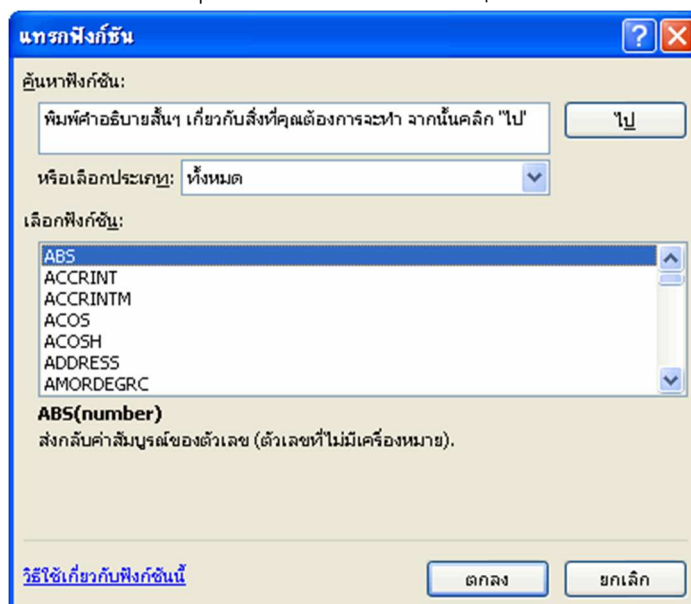 แทรกฟังก์ชัน
ค้นหาฟังก์ชัน:
พิมพ์คำอธิบายสั้นๆ เกี่ยวกับสิ่งที่คุณต้องการจะทำ จากนั้นคลิก "ไป" ไป
หรือเลือกประเภท: ทั้งหมด
เลือกฟังก์ชัน:
ABS
ACCRINT
ACCRINTM
ACOS
ACOSH
ADDRESS
AMORDEGRC
ABS(number)
ส่งกลับค่าสัมบูรณ์ของตัวเลข (ตัวเลขที่ไม่มีเครื่องหมาย).
วิธีใช้เกี่ยวกับฟังก์ชันนี้ ตกลง ยกเลิก